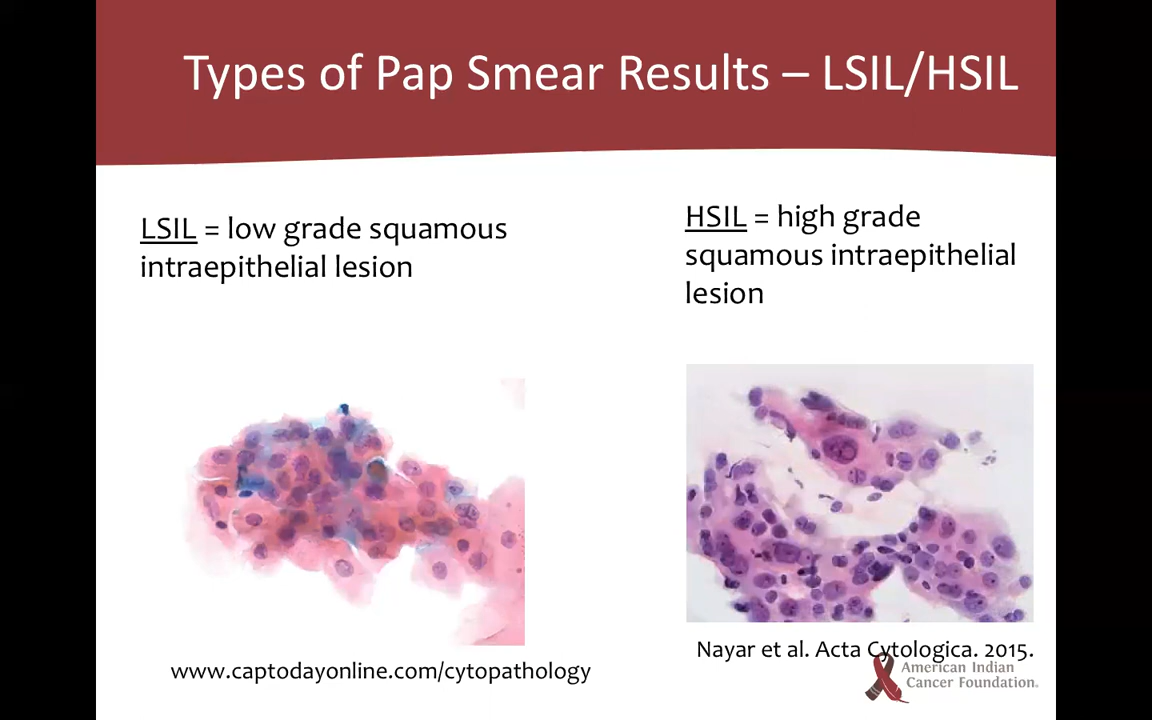 Types of Pap Smear Results – LSIL/HSIL
LSIL = low grade squamous
intraepithelial lesion
HSIL = high grade
squamous intraepithelial
lesion
www.captodayonline.com/cytopathology
Nayar et al. Acta Cytologica. 2015.
American Indian
Cancer Foundation®